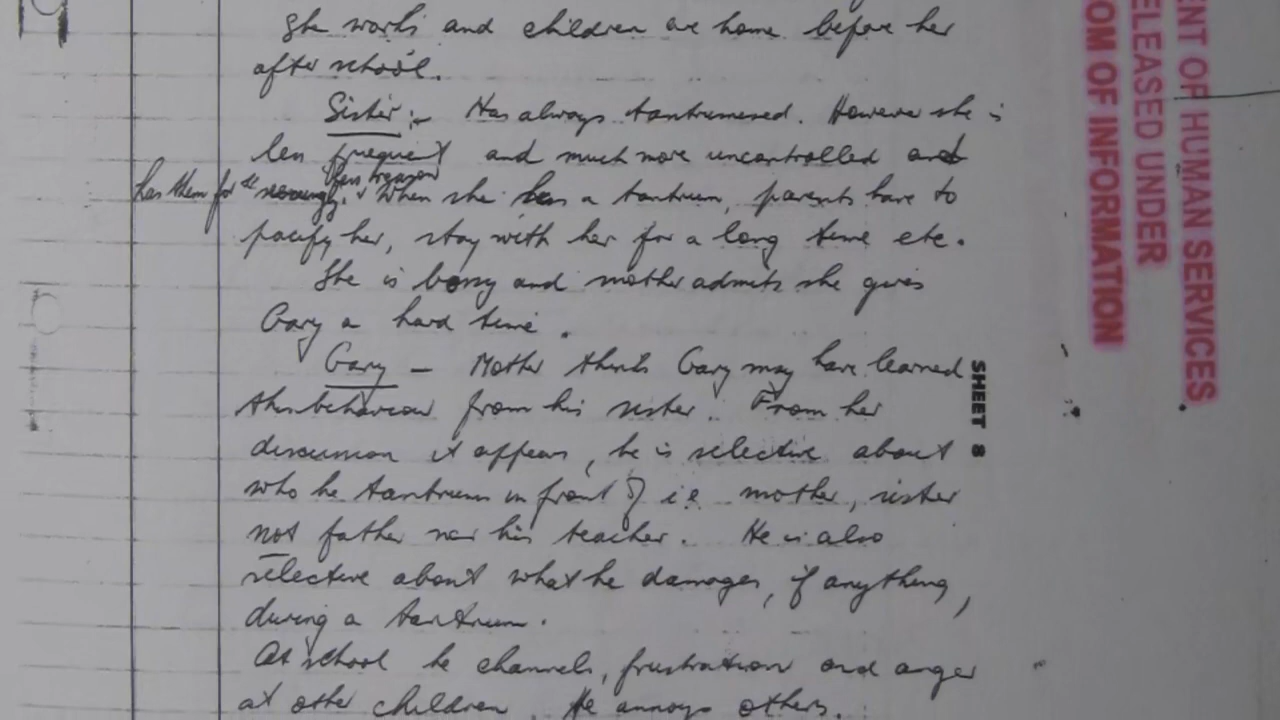 She works and children are home before her
after school.
Sister:- Has always tantrumed. However she is
less frequent and much more uncontrolled and
less reason
has them for
When she has a tantrum, parents have to
pacify her, stay with her for a long time etc.
She is bossy and mother admits she gives
Gary a hard time.
Gary - Mother thinks Gary may have learned
this behaviour from his sister. From her
discussion it appears, he is selective about
who he tantrums in front of i.e. mother, sister
not father nor his teacher. He is also
selective about what he damages, if anything,
during a tantrum.
At school he channels, frustration and anger
at other children. He annoys others.
SHEET 8
ENT OF HUMAN SERVICES
ELEASED UNDER
OM OF INFORMATION